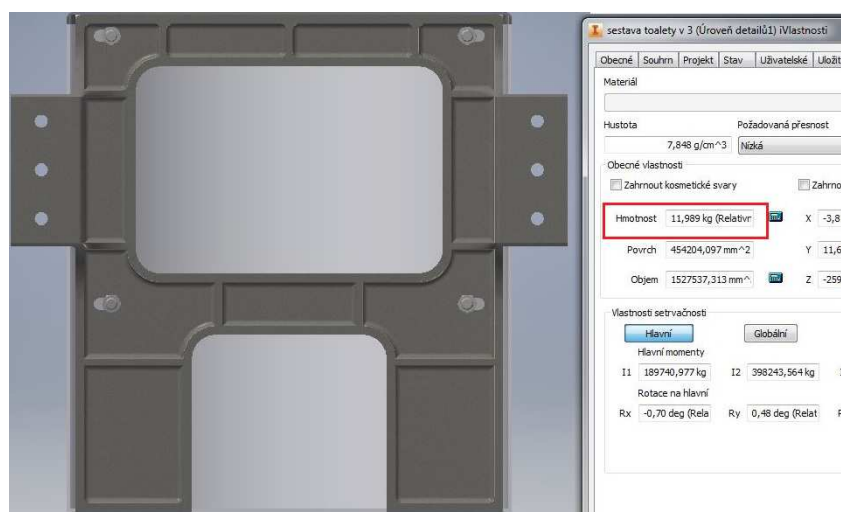 sestava toalety v 3 (Úroveň detailů1) iVlastnosti
Obecné Souhrn Projekt Stav Uživatelské Uložit
Materiál
Hustota Požadovaná přesnost
7,848 g/cm^3 Nízká
Obecné vlastnosti
Zahrnout kosmetické svary Zahrno
Hmotnost 11,989 kg (Relativr X -3,8
Povrch 454204,097 mm^2 Y 11,6
Objem 1527537,313 mm^ Z -259
Vlastnosti setrvačnosti
Hlavní Globální
Hlavní momenty
I1 189740,977 kg I2 398243,564 kg
Rotace na hlavní
Rx -0,70 deg (Rela Ry 0,48 deg (Relat